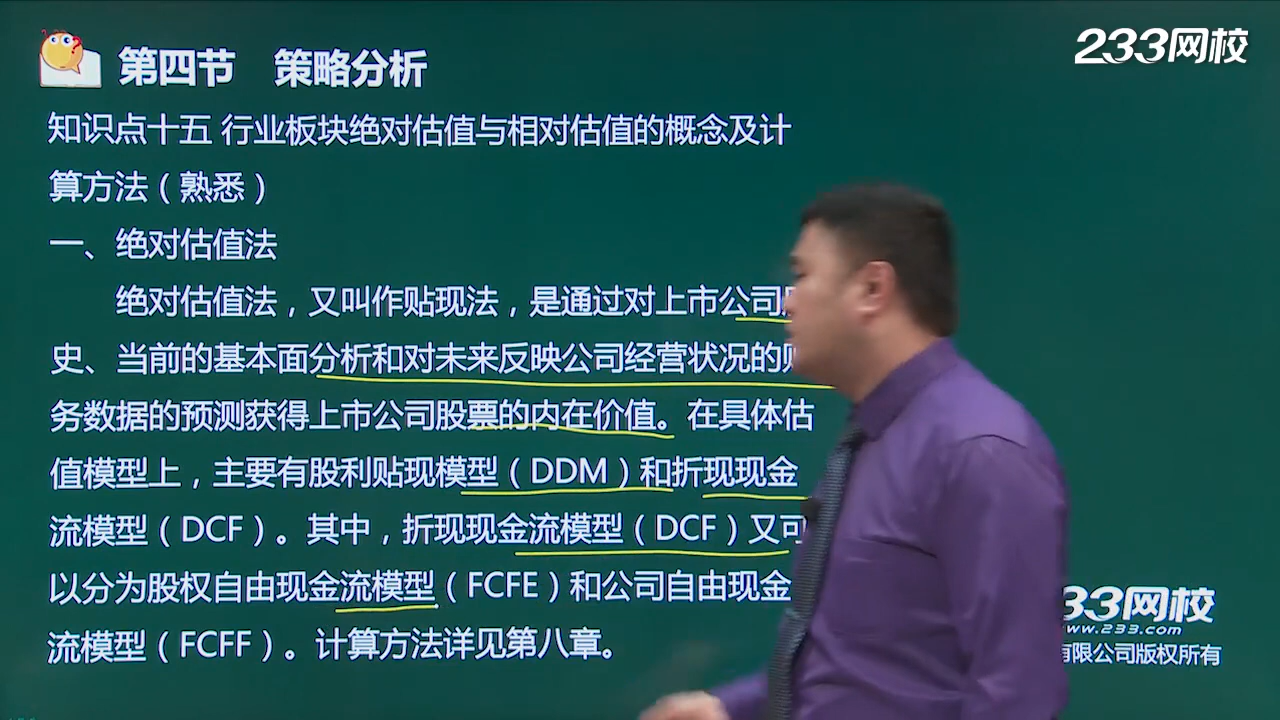 233网校
第四节 策略分析
知识点十五 行业板块绝对估值与相对估值的概念及计
算方法（熟悉）
一、绝对估值法
绝对估值法，又叫作贴现法，是通过对上市公司
史、当前的基本面分析和对未来反映公司经营状况的
务数据的预测获得上市公司股票的内在价值。在具体估
值模型上，主要有股利贴现模型（DDM）和折现现金
流模型（DCF）。其中，折现现金流模型（DCF）又可
以分为股权自由现金流模型（FCFE）和公司自由现金
流模型（FCFF）。计算方法详见第八章。
33网校
www.233.com
有限公司版权所有